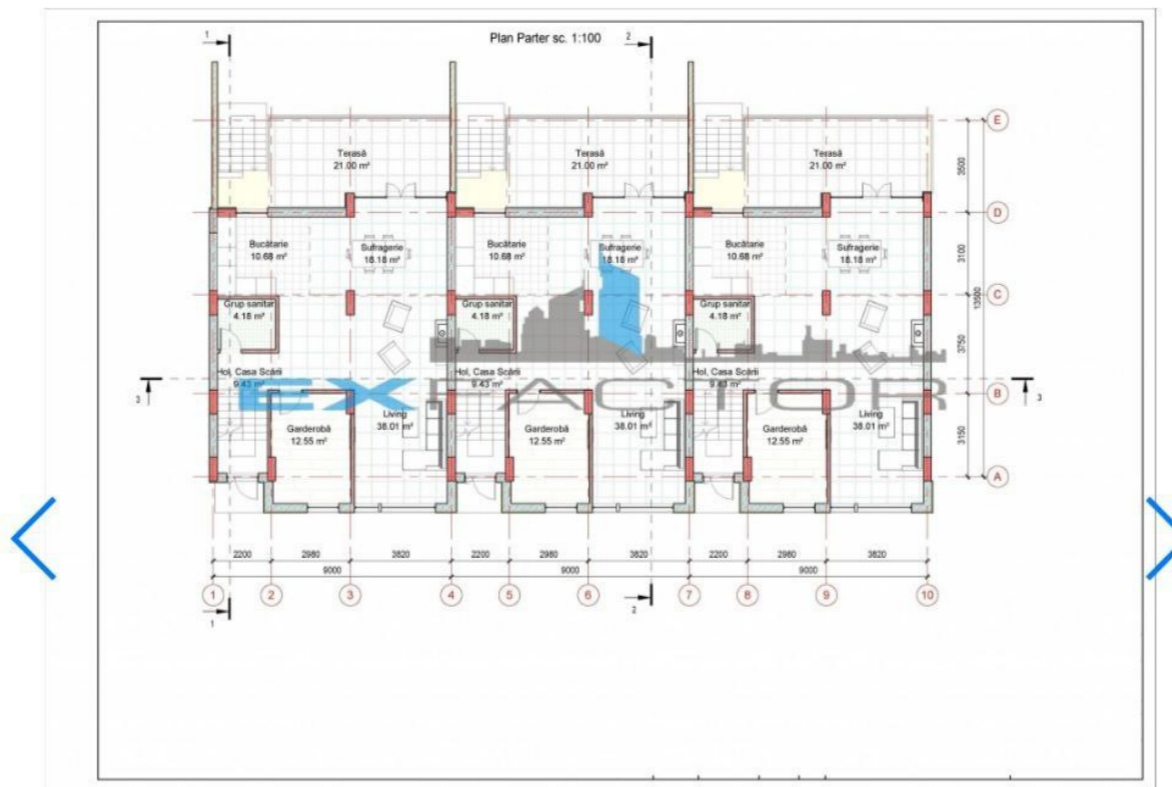 Plan Parter sc. 1:100
1
2
E
Terasă
21.00 m²
Terasă
21.00 m²
Terasă
21.00 m²
3500
D
Bucătarie
10.68 m²
Sufragerie
18.18 m²
Bucătarie
10.68 m²
Sufragerie
18.18 m²
Bucătarie
10.68 m²
Sufragerie
18.18 m²
3100
C
13500
Grup sanitar
4.18 m²
Grup sanitar
4.18 m²
Grup sanitar
4.18 m²
3750
Hol, Casa Scării
9.43 m²
Hol, Casa Scării
9.43 m²
Hol, Casa Scării
9.43 m²
3
3
B
EXFACTOR
Garderobă
12.55 m²
Living
38.01 m²
Garderobă
12.55 m²
Living
38.01 m²
Garderobă
12.55 m²
Living
38.01 m²
3150
A
2200 2980 3820 2200 2980 3820 2200 2980 3820
9000 9000 9000
1 2 3 4 5 6 7 8 9 10
1
2